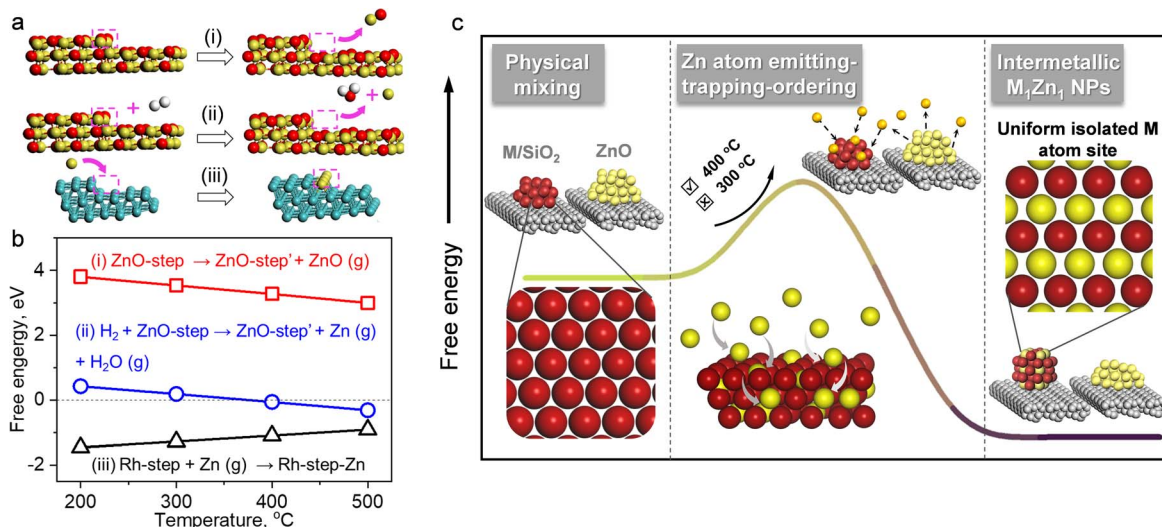 a
(i)
+
(ii)
+
(iii)
b
Free engergy, eV
4
2
0
-2
(i) ZnO-step → ZnO-step' + ZnO (g)
(ii) H₂ + ZnO-step → ZnO-step' + Zn (g)
+ H₂O (g)
(iii) Rh-step + Zn (g) → Rh-step-Zn
200
300
400
500
Temperature, °C
c
Free energy
Physical
mixing
M/SiO₂
ZnO
Zn atom emitting-
trapping-ordering
☑ 400 °C
☒ 300 °C
Intermetallic
M₁Zn₁ NPs
Uniform isolated M
atom site